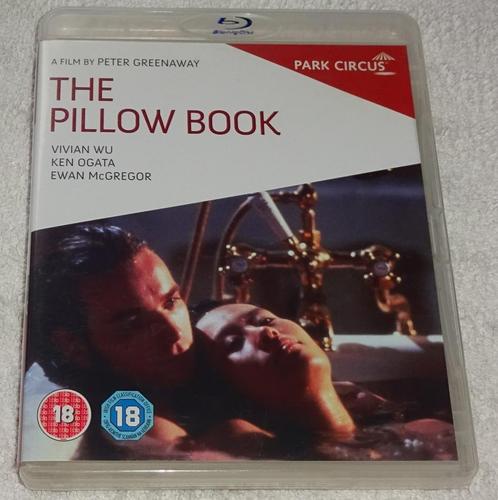 Blu-ray Disc
A FILM BY PETER GREENAWAY
PARK CIRCUS
THE
PILLOW BOOK
VIVIAN WU
KEN OGATA
EWAN McGREGOR
18
18